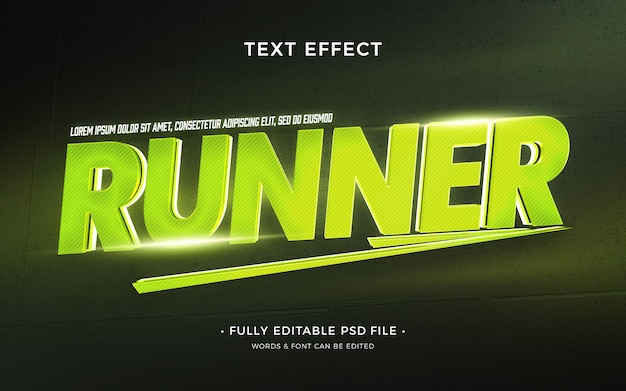 TEXT EFFECT
LOREM IPSUM DOLOR SIT AMET, CONSECTETUR ADIPISCING ELIT, SED DO EIUSMOD
RUNNER
• FULLY EDITABLE PSD FILE •
WORDS & FONT CAN BE EDITED